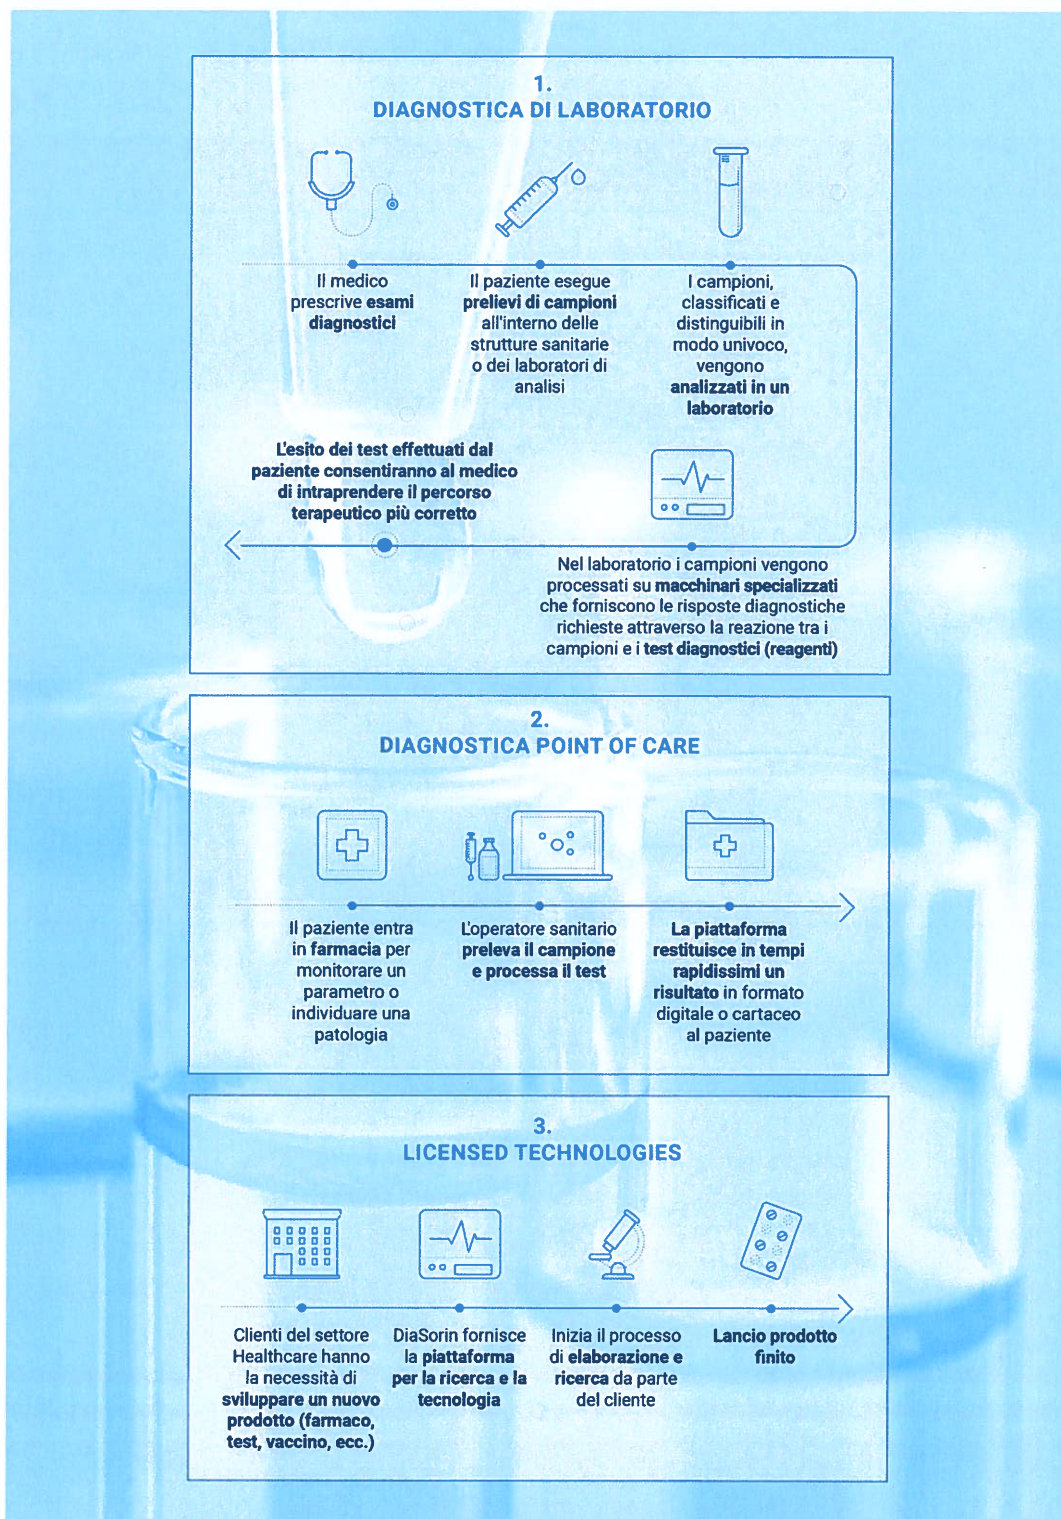 1.
DIAGNOSTICA DI LABORATORIO
Il medico
prescrive esami
diagnostici
Il paziente esegue
prelievi di campioni
all'interno delle
strutture sanitarie
o dei laboratori di
analisi
I campioni,
classificati e
distinguibili in
modo univoco,
vengono
analizzati in un
laboratorio
L'esito dei test effettuati dal
paziente consentiranno al medico
di intraprendere il percorso
terapeutico più corretto
Nel laboratorio i campioni vengono
processati su macchinari specializzati
che forniscono le risposte diagnostiche
richieste attraverso la reazione tra i
campioni e i test diagnostici (reagenti)
2.
DIAGNOSTICA POINT OF CARE
Il paziente entra
in farmacia per
monitorare un
parametro o
individuare una
patologia
L'operatore sanitario
preleva il campione
e processa il test
La piattaforma
restituisce in tempi
rapidissimi un
risultato in formato
digitale o cartaceo
al paziente
3.
LICENSED TECHNOLOGIES
Clienti del settore
Healthcare hanno
la necessità di
sviluppare un nuovo
prodotto (farmaco,
test, vaccino, ecc.)
DiaSorin fornisce
la piattaforma
per la ricerca e la
tecnologia
Inizia il processo
di elaborazione e
ricerca da parte
del cliente
Lancio prodotto
finito